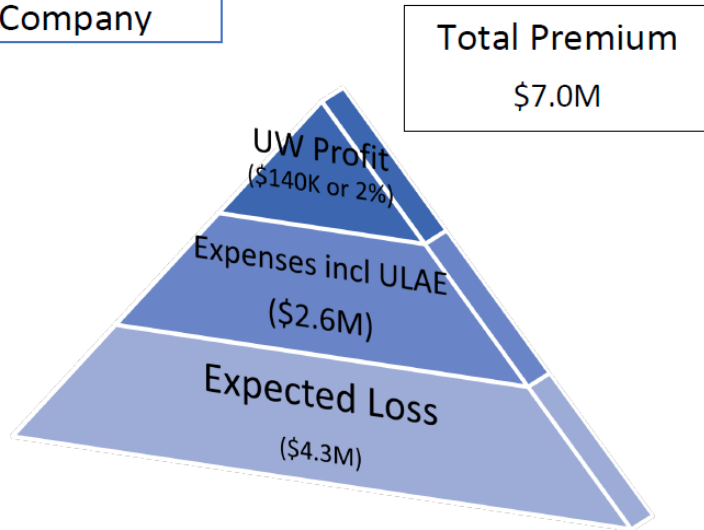 Company
Total Premium
$7.0M
UW Profit
($140K or 2%)
Expenses incl ULAE
($2.6M)
Expected Loss
($4.3M)